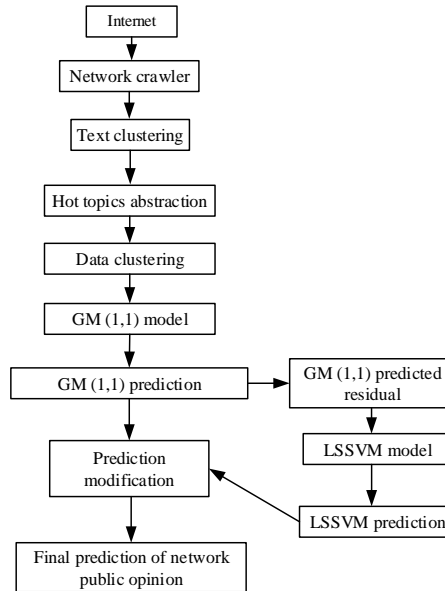 Internet
Network crawler
Text clustering
Hot topics abstraction
Data clustering
GM (1,1) model
GM (1,1) prediction
GM (1,1) predicted
residual
LSSVM model
Prediction
modification
LSSVM prediction
Final prediction of network
public opinion